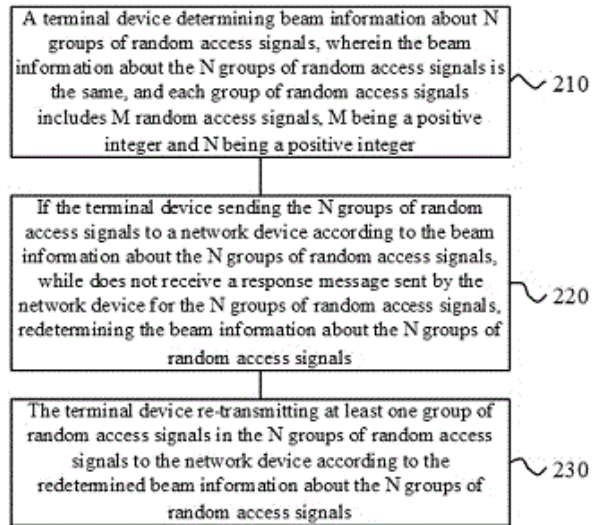 A terminal device determining beam information about N
groups of random access signals, wherein the beam
information about the N groups of random access signals is
the same, and each group of random access signals
includes M random access signals, M being a positive
integer and N being a positive integer
210
If the terminal device sending the N groups of random
access signals to a network device according to the beam
information about the N groups of random access signals,
while does not receive a response message sent by the
network device for the N groups of random access signals,
redetermining the beam information about the N groups of
random access signals
220
The terminal device re-transmitting at least one group of
random access signals in the N groups of random access
signals to the network device according to the
redetermined beam information about the N groups of
random access signals
230